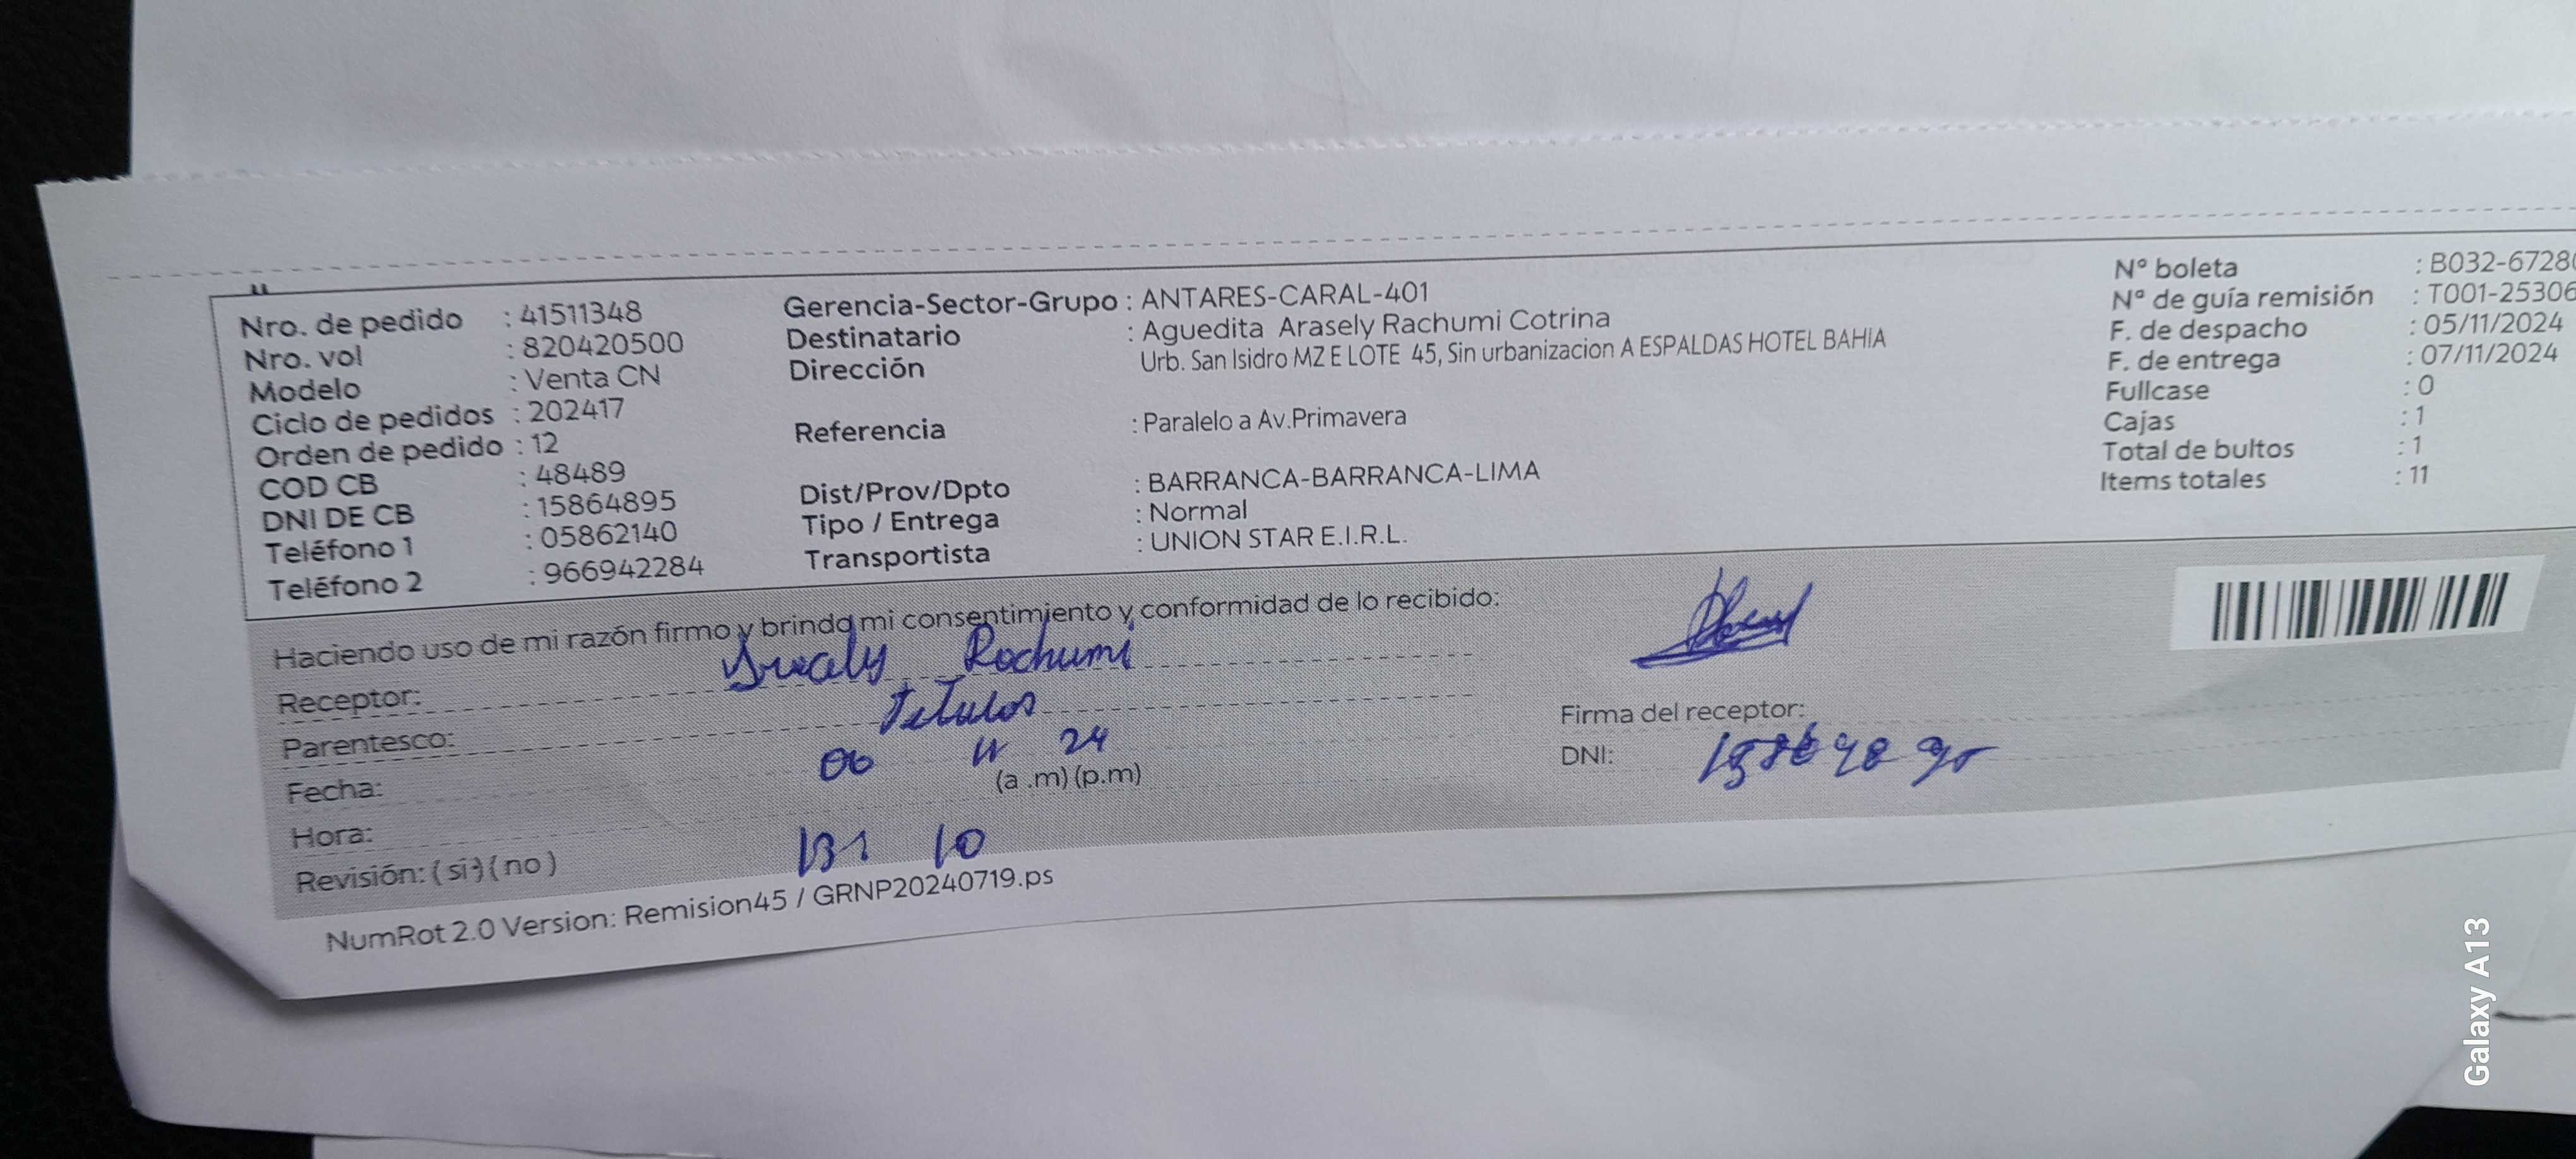 Nro. de pedido : 41511348
Nro. vol : 820420500
Modelo : Venta CN
Ciclo de pedidos : 202417
Orden de pedido : 12
COD CB : 48489
DNI DE CB : 15864895
Teléfono 1 : 05862140
Teléfono 2 : 966942284
Gerencia-Sector-Grupo : ANTARES-CARAL-401
Destinatario : Aguedita Arasely Rachumi Cotrina
Dirección Urb. San Isidro MZ E LOTE 45, Sin urbanizacion A ESPALDAS HOTEL BAHIA
Referencia : Paralelo a Av.Primavera
Dist/Prov/Dpto : BARRANCA-BARRANCA-LIMA
Tipo / Entrega : Normal
Transportista : UNION STAR E.I.R.L.
N° boleta : B032-6728
N° de guía remisión : T001-25306
F. de despacho : 05/11/2024
F. de entrega : 07/11/2024
Fullcase : 0
Cajas : 1
Total de bultos : 1
Items totales : 11
Haciendo uso de mi razón firmo y brindo mi consentimiento y conformidad de lo recibido:
Receptor: Rachumi
Parentesco:
Fecha: 06 11 24
(a .m) (p.m)
Hora: 10
Revisión: ( si ) ( no )
Firma del receptor:
DNI:
NumRot 2.0 Version: Remision45 / GRNP20240719.ps
Galaxy A13